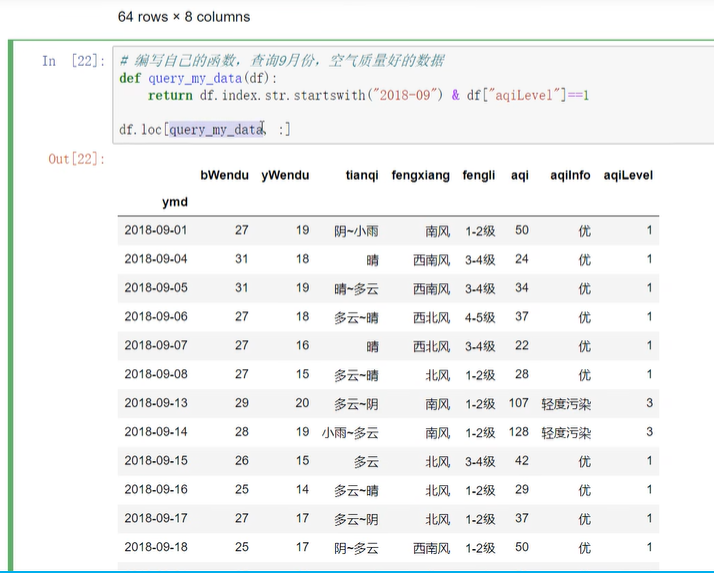 64 rows × 8 columns
In [22]: # 编写自己的函数，查询9月份，空气质量好的数据
def query_my_data(df):
    return df.index.str.startswith("2018-09") & df["aqiLevel"]==1
df.loc[query_my_data, :]
Out[22]:
bWendu yWendu tianqi fengxiang fengli aqi aqiInfo aqiLevel
ymd
2018-09-01 27 19 阴~小雨 南风 1-2级 50 优 1
2018-09-04 31 18 晴 西南风 3-4级 24 优 1
2018-09-05 31 19 晴~多云 西南风 3-4级 34 优 1
2018-09-06 27 18 多云~晴 西北风 4-5级 37 优 1
2018-09-07 27 16 晴 西北风 3-4级 22 优 1
2018-09-08 27 15 多云~晴 北风 1-2级 28 优 1
2018-09-13 29 20 多云~阴 南风 1-2级 107 轻度污染 3
2018-09-14 28 19 小雨~多云 南风 1-2级 128 轻度污染 3
2018-09-15 26 15 多云 北风 3-4级 42 优 1
2018-09-16 25 14 多云~晴 北风 1-2级 29 优 1
2018-09-17 27 17 多云~阴 北风 1-2级 37 优 1
2018-09-18 25 17 阴~多云 西南风 1-2级 50 优 1